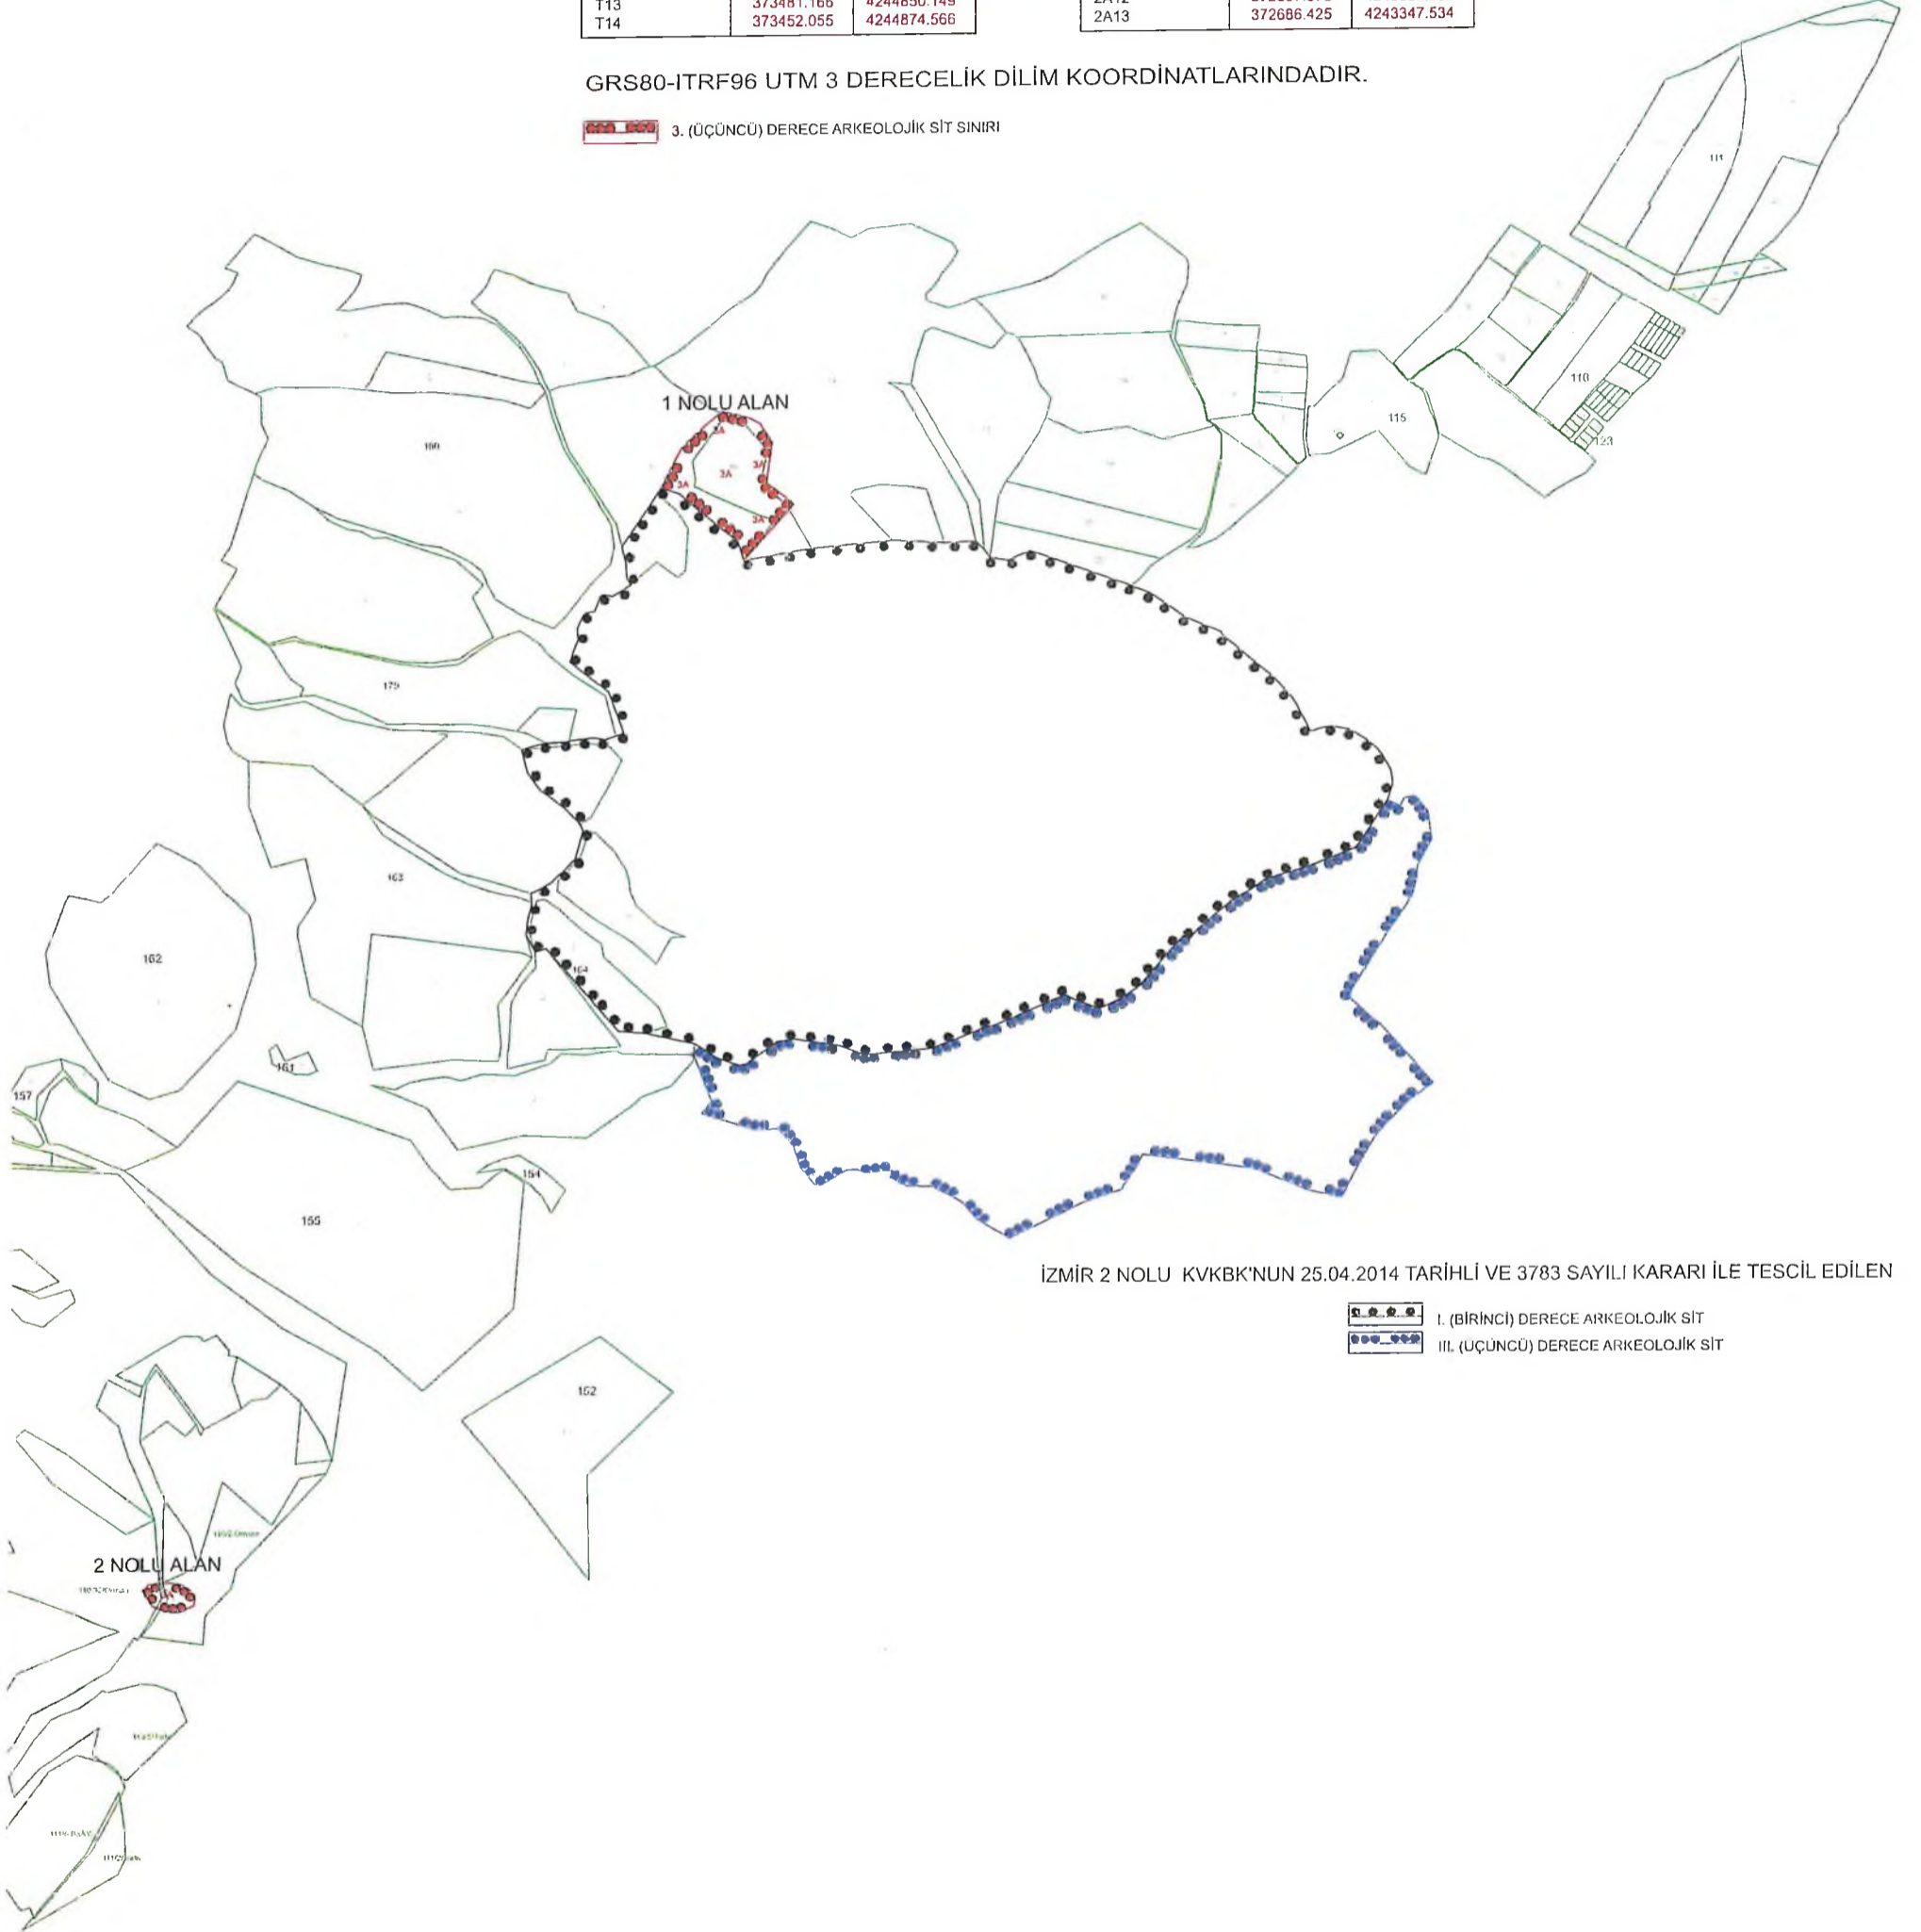 T13 373481.166 4244850.149
T14 373452.055 4244874.566
2A12
2A13 372686.425 4243347.534
GRS80-ITRF96 UTM 3 DERECELİK DİLİM KOORDİNATLARINDADIR.
3. (ÜÇÜNCÜ) DERECE ARKEOLOJİK SİT SINIRI
111
110
115
123
1 NOLU ALAN
3A
3A
3A
3A
3A
179
163
162
164
161
157
154
155
152
İZMİR 2 NOLU KVKBK'NUN 25.04.2014 TARİHLİ VE 3783 SAYILI KARARI İLE TESCİL EDİLEN
I. (BİRİNCİ) DERECE ARKEOLOJİK SİT
III. (ÜÇÜNCÜ) DERECE ARKEOLOJİK SİT
2 NOLU ALAN